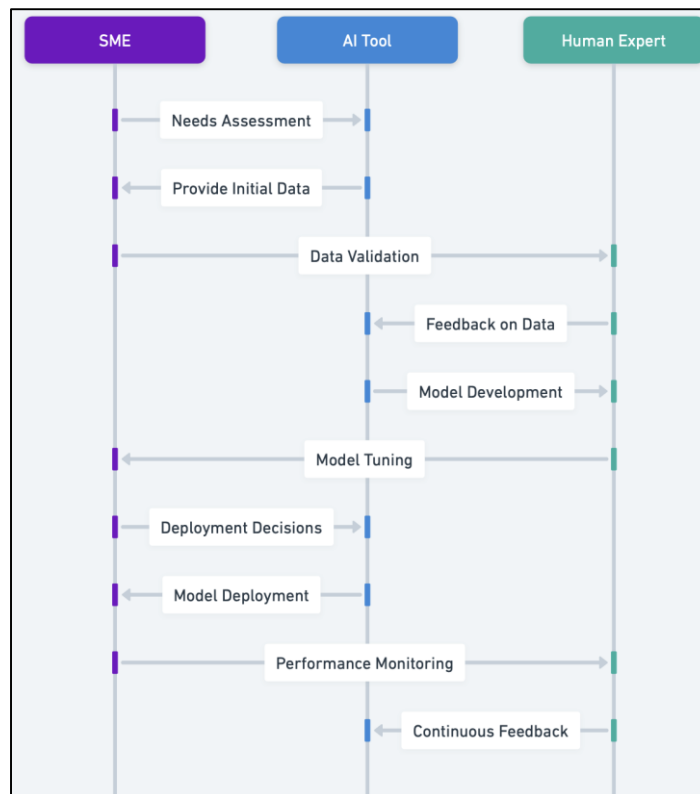 SME
AI Tool
Human Expert
Needs Assessment
Provide Initial Data
Data Validation
Feedback on Data
Model Development
Model Tuning
Deployment Decisions
Model Deployment
Performance Monitoring
Continuous Feedback